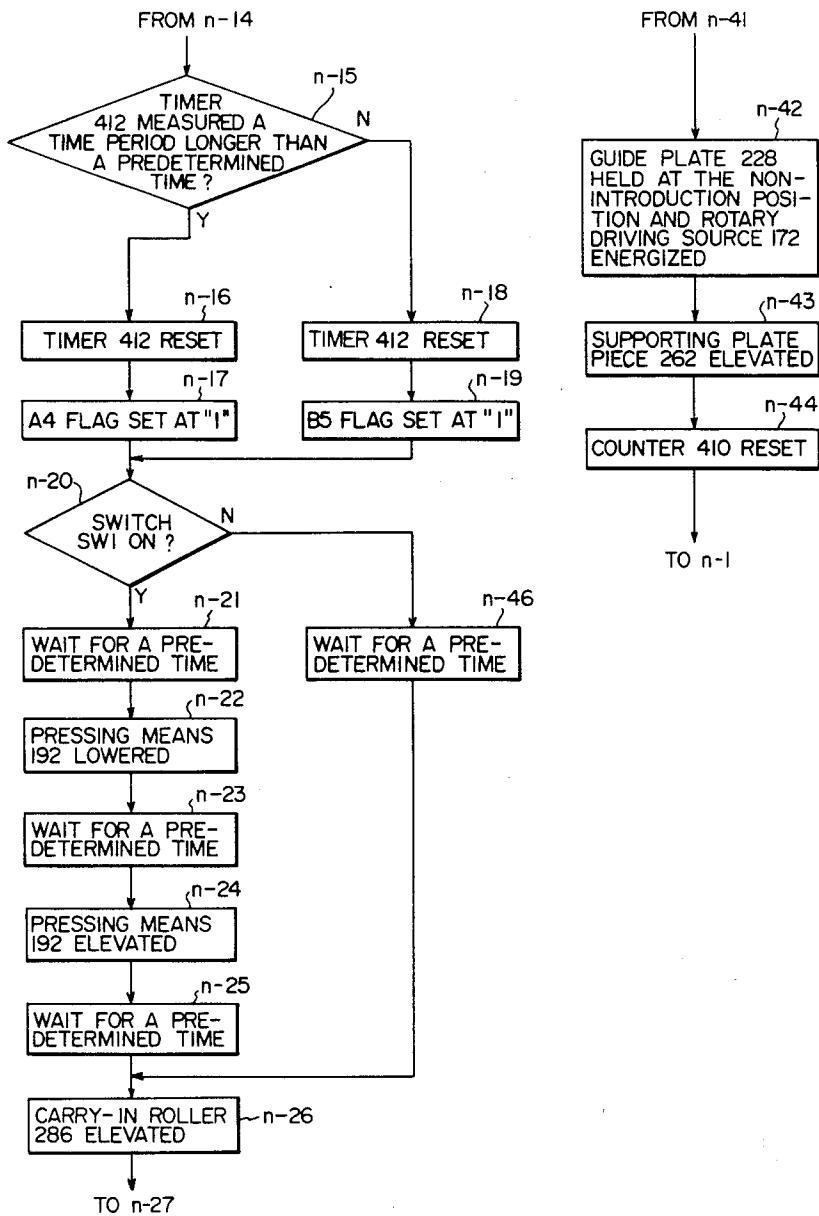 FROM n-14
n-15
TIMER
412 MEASURED A
TIME PERIOD LONGER THAN
A PREDETERMINED
TIME?
N
Y
n-16
TIMER 412 RESET
n-18
TIMER 412 RESET
n-17
A4 FLAG SET AT "1"
n-19
B5 FLAG SET AT "1"
n-20
SWITCH
SW1 ON?
N
Y
n-21
WAIT FOR A PRE-
DETERMINED TIME
n-46
WAIT FOR A PRE-
DETERMINED TIME
n-22
PRESSING MEANS
192 LOWERED
n-23
WAIT FOR A PRE-
DETERMINED TIME
n-24
PRESSING MEANS
192 ELEVATED
n-25
WAIT FOR A PRE-
DETERMINED TIME
CARRY-IN ROLLER
286 ELEVATED
n-26
TO n-27
FROM n-41
n-42
GUIDE PLATE 228
HELD AT THE NON-
INTRODUCTION POSI-
TION AND ROTARY
DRIVING SOURCE 172
ENERGIZED
n-43
SUPPORTING PLATE
PIECE 262 ELEVATED
n-44
COUNTER 410 RESET
TO n-1